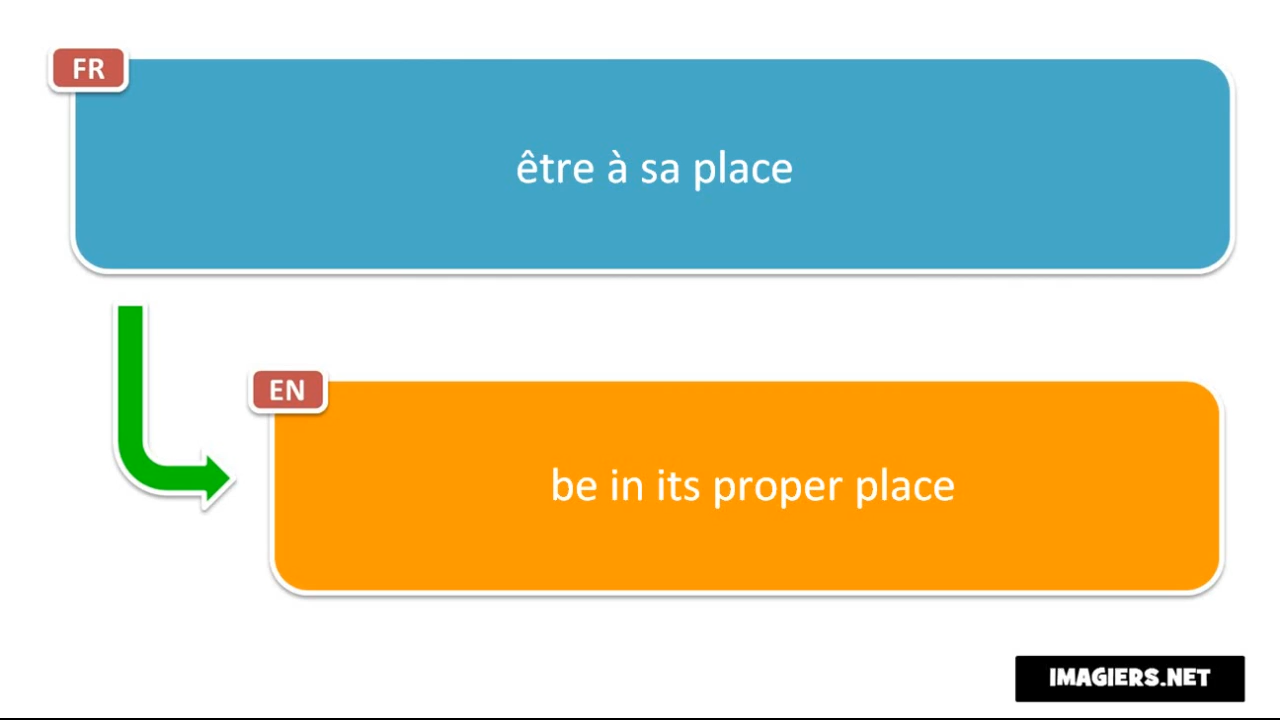 FR
être à sa place
EN
be in its proper place
IMAGIERS.NET